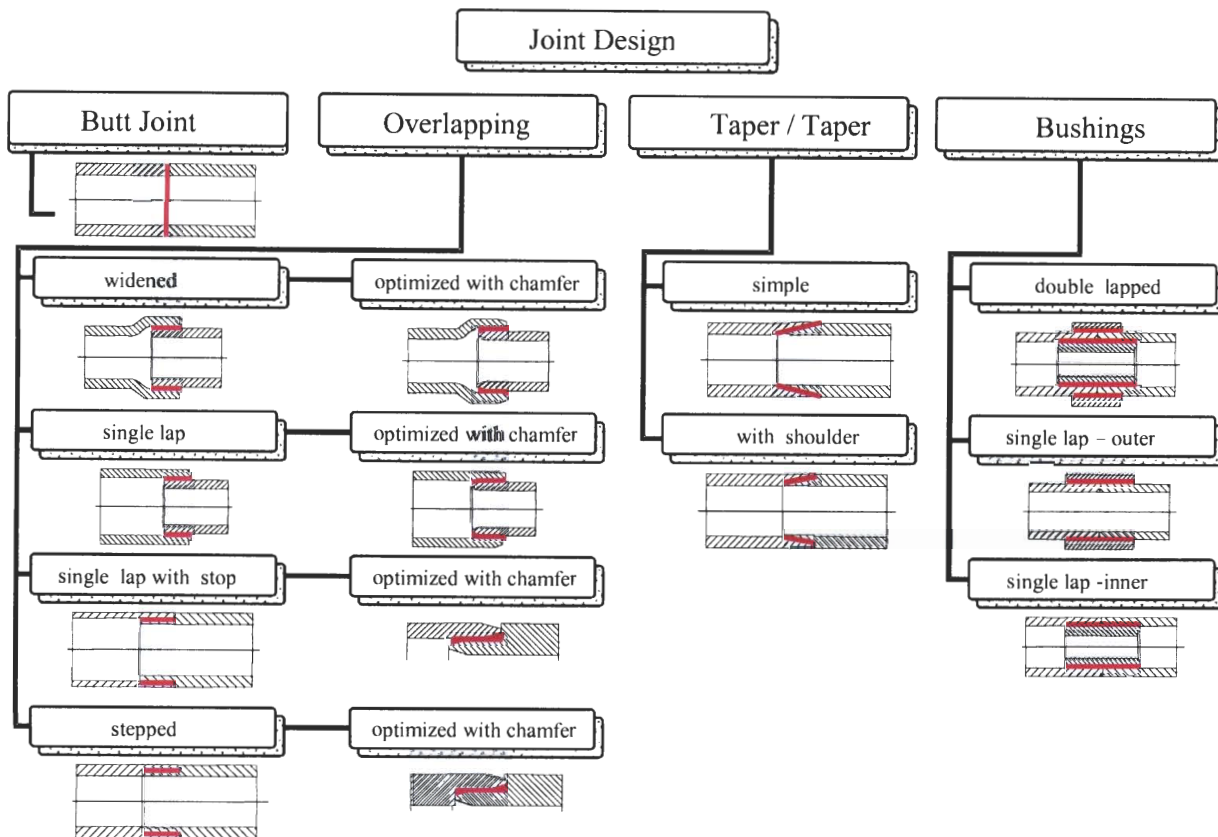 Joint Design
Butt Joint
Overlapping
Taper / Taper
Bushings
widened
optimized with chamfer
simple
double lapped
single lap
optimized with chamfer
with shoulder
single lap – outer
single lap with stop
optimized with chamfer
single lap -inner
stepped
optimized with chamfer